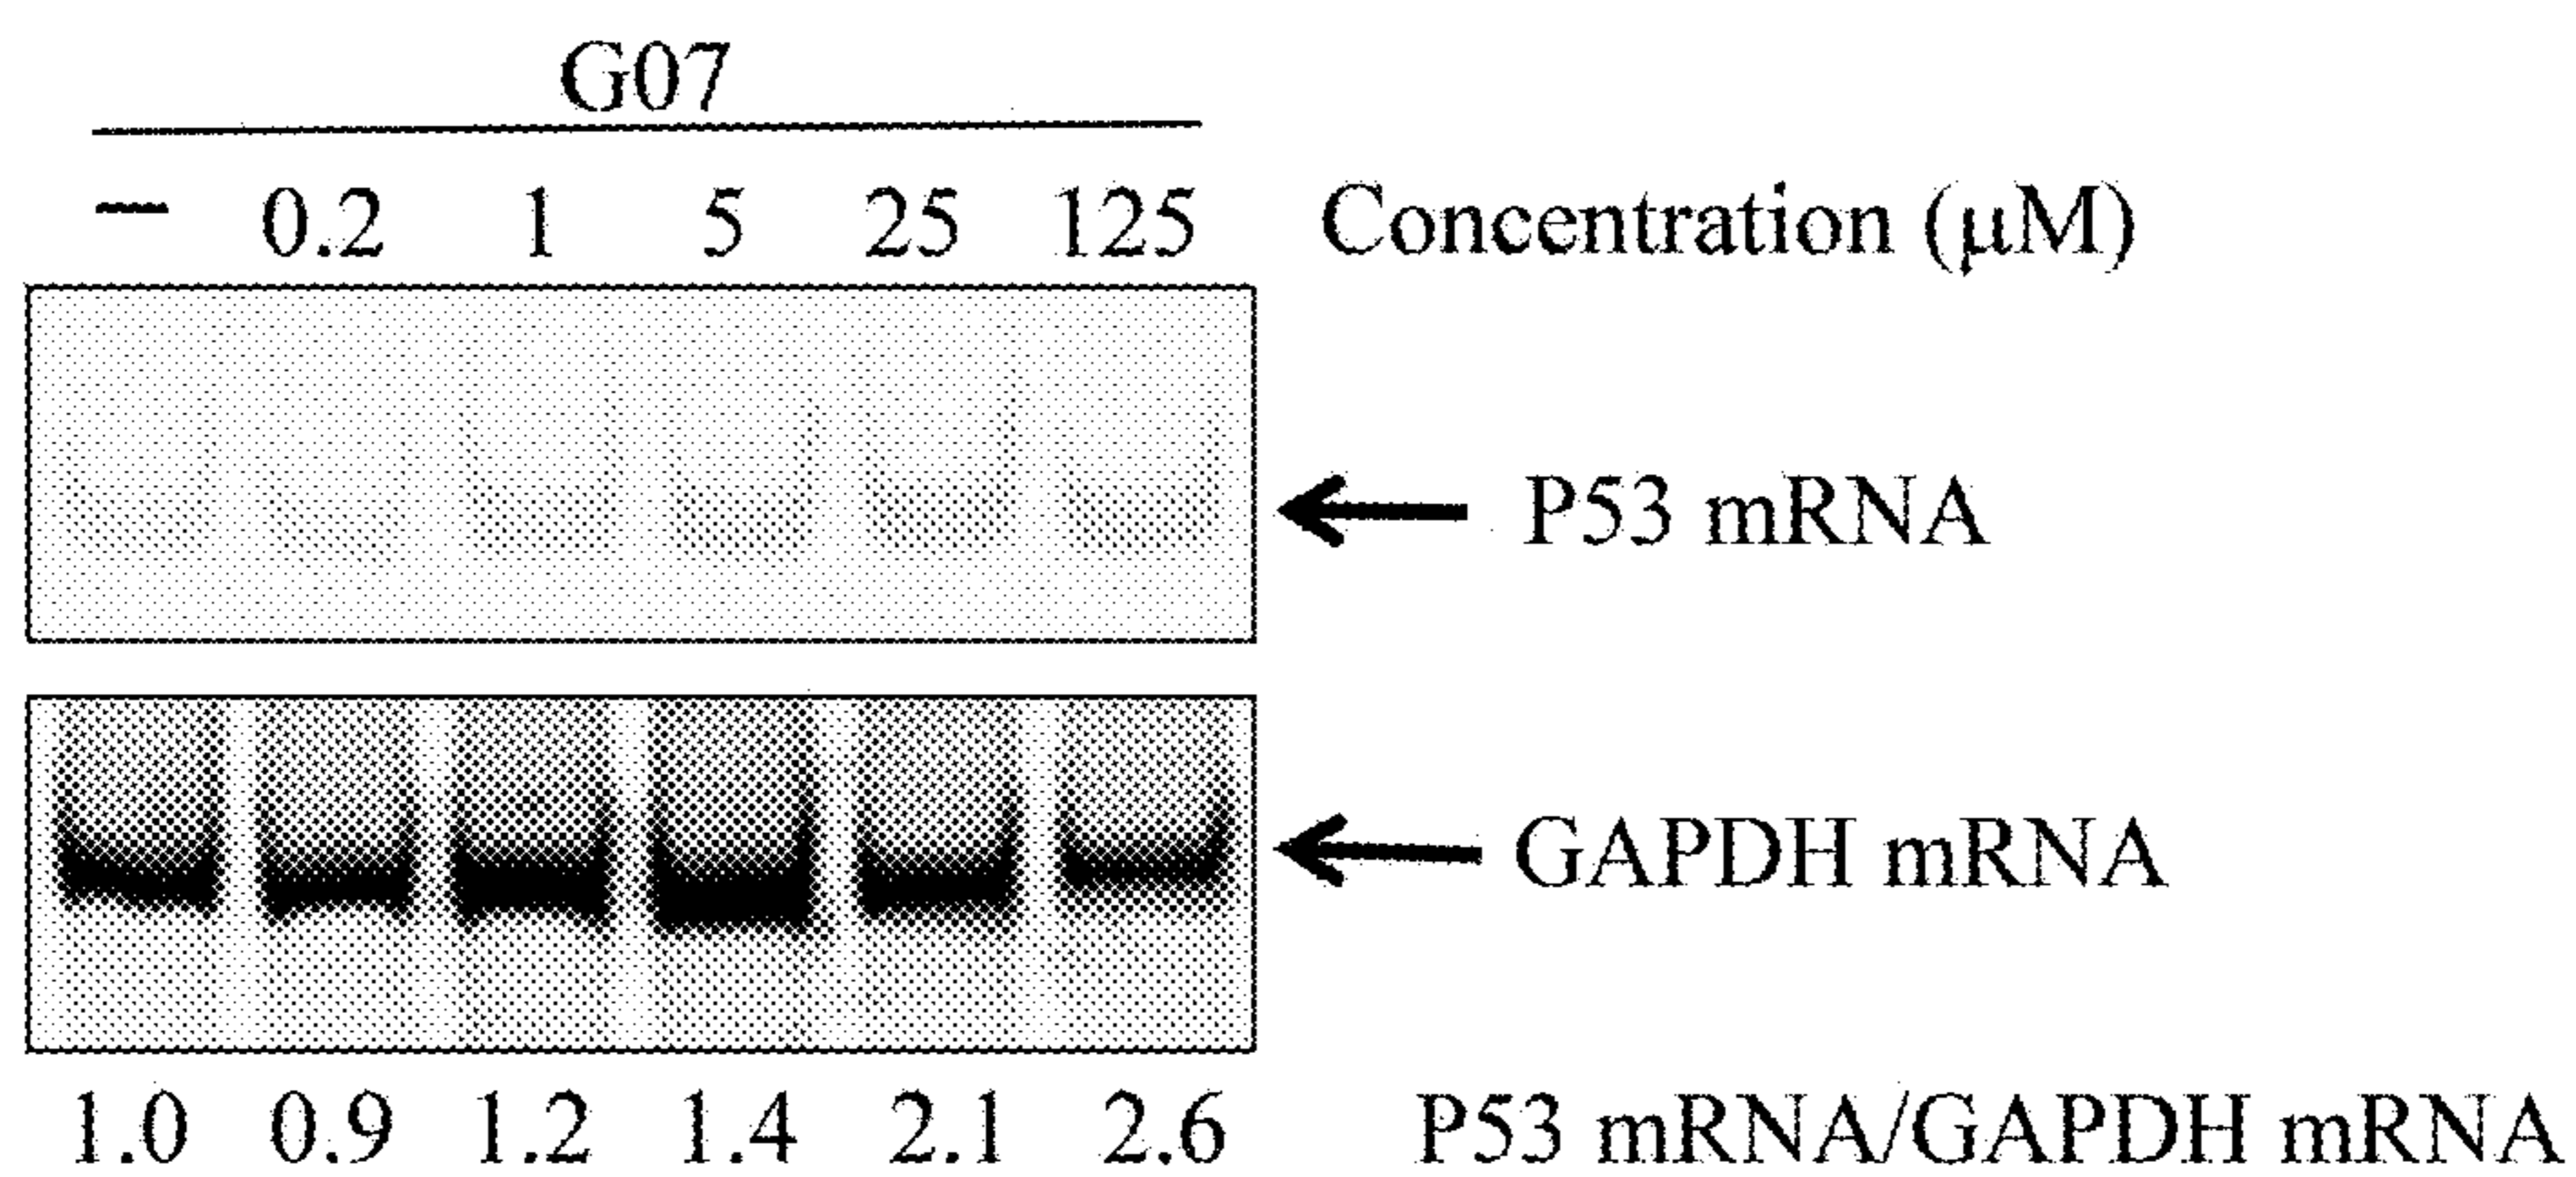 G07
– 0.2 1 5 25 125 Concentration (μM)
P53 mRNA
GAPDH mRNA
1.0 0.9 1.2 1.4 2.1 2.6 P53 mRNA/GAPDH mRNA